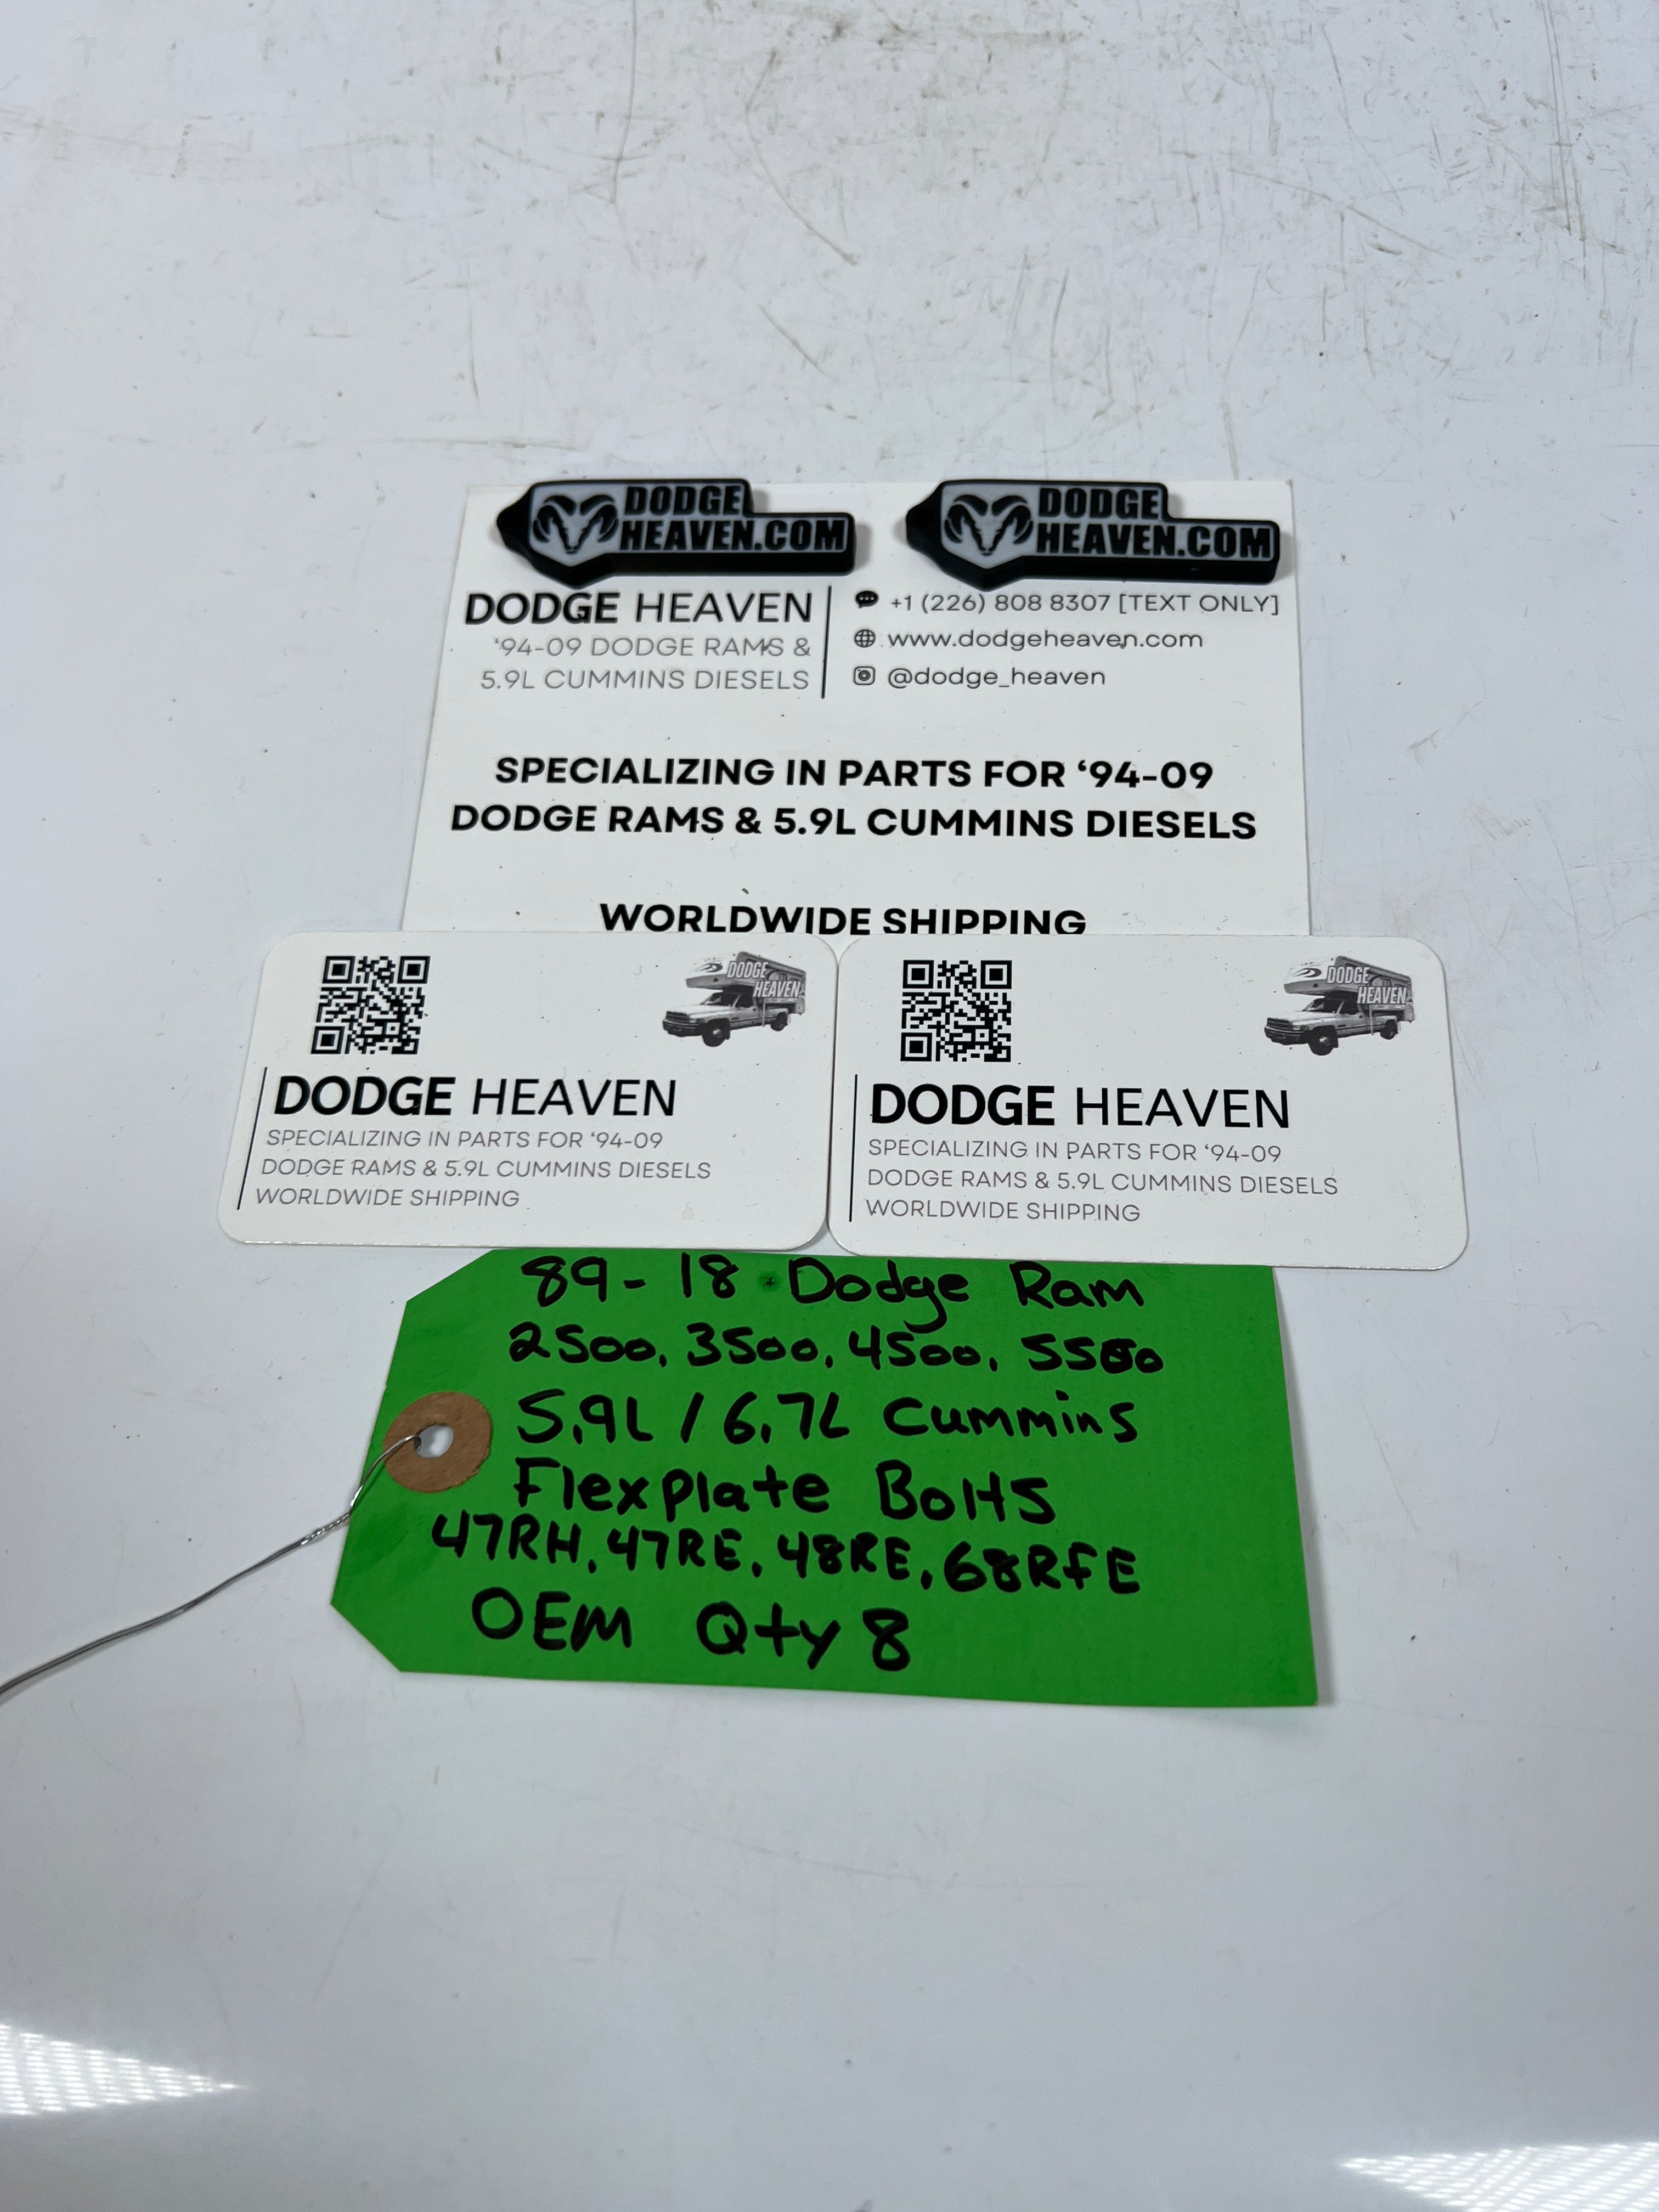 DODGE
HEAVEN.COM
DODGE
HEAVEN.COM
DODGE HEAVEN
‘94-09 DODGE RAMS &
5.9L CUMMINS DIESELS
+1 (226) 808 8307 [TEXT ONLY]
www.dodgeheaven.com
@dodge_heaven
SPECIALIZING IN PARTS FOR ‘94-09
DODGE RAMS & 5.9L CUMMINS DIESELS
WORLDWIDE SHIPPING
DODGE
HEAVEN
DODGE HEAVEN
SPECIALIZING IN PARTS FOR ‘94-09
DODGE RAMS & 5.9L CUMMINS DIESELS
WORLDWIDE SHIPPING
DODGE
HEAVEN
DODGE HEAVEN
SPECIALIZING IN PARTS FOR ‘94-09
DODGE RAMS & 5.9L CUMMINS DIESELS
WORLDWIDE SHIPPING
89-18 Dodge Ram
2500, 3500, 4500, 5500
5.9L / 6.7L Cummins
Flexplate Bolts
47RH, 47RE, 48RE, 68RFE
OEM Qty 8